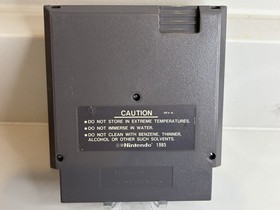 CAUTION
• DO NOT STORE IN EXTREME TEMPERATURES.
• DO NOT IMMERSE IN WATER.
• DO NOT CLEAN WITH BENZENE, THINNER,
ALCOHOL OR OTHER SUCH SOLVENTS.
Nintendo 1985